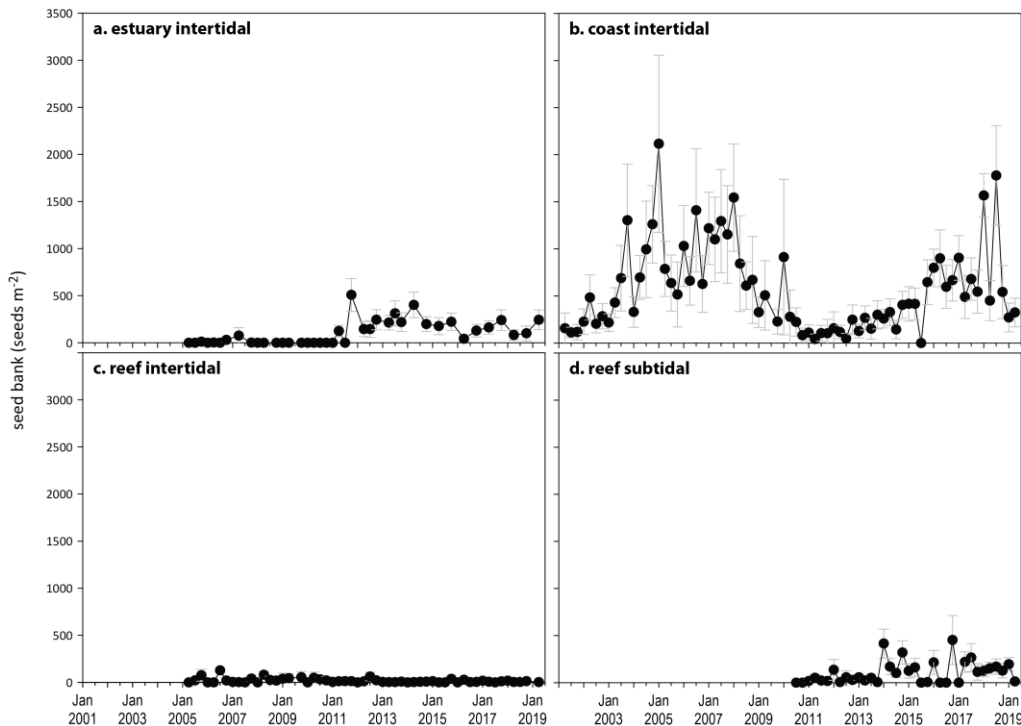 a. estuary intertidal
b. coast intertidal
3500
3000
2500
2000
1500
1000
500
0
c. reef intertidal
d. reef subtidal
3000
2500
2000
1500
1000
500
0
seed bank (seeds m-2)
Jan Jan Jan Jan Jan Jan Jan Jan Jan Jan
2001 2003 2005 2007 2009 2011 2013 2015 2017 2019
Jan Jan Jan Jan Jan Jan Jan Jan Jan
2003 2005 2007 2009 2011 2013 2015 2017 2019